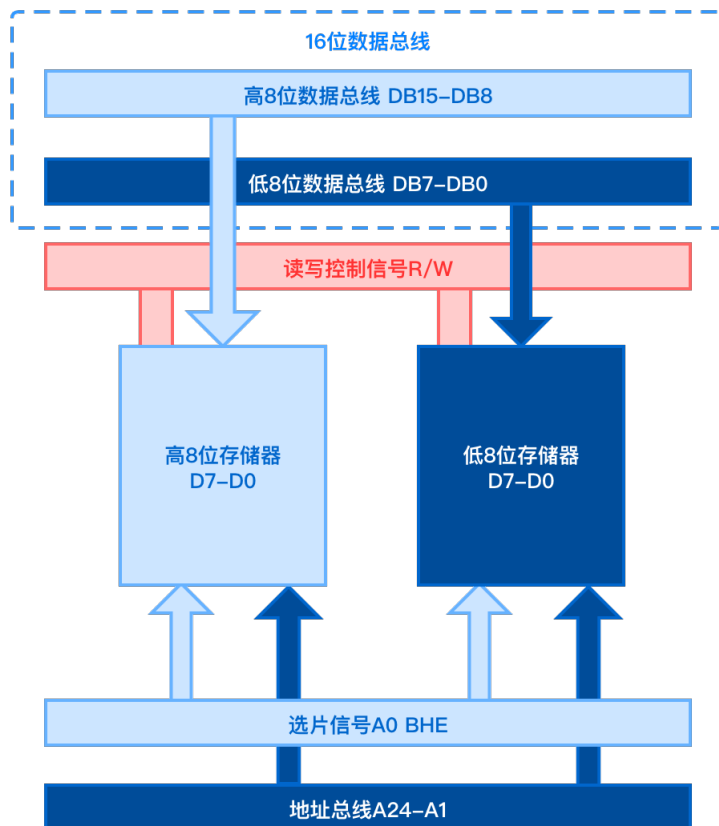 16位数据总线
高8位数据总线 DB15-DB8
低8位数据总线 DB7-DB0
读写控制信号R/W
高8位存储器
D7-D0
低8位存储器
D7-D0
选片信号A0 BHE
地址总线A24-A1